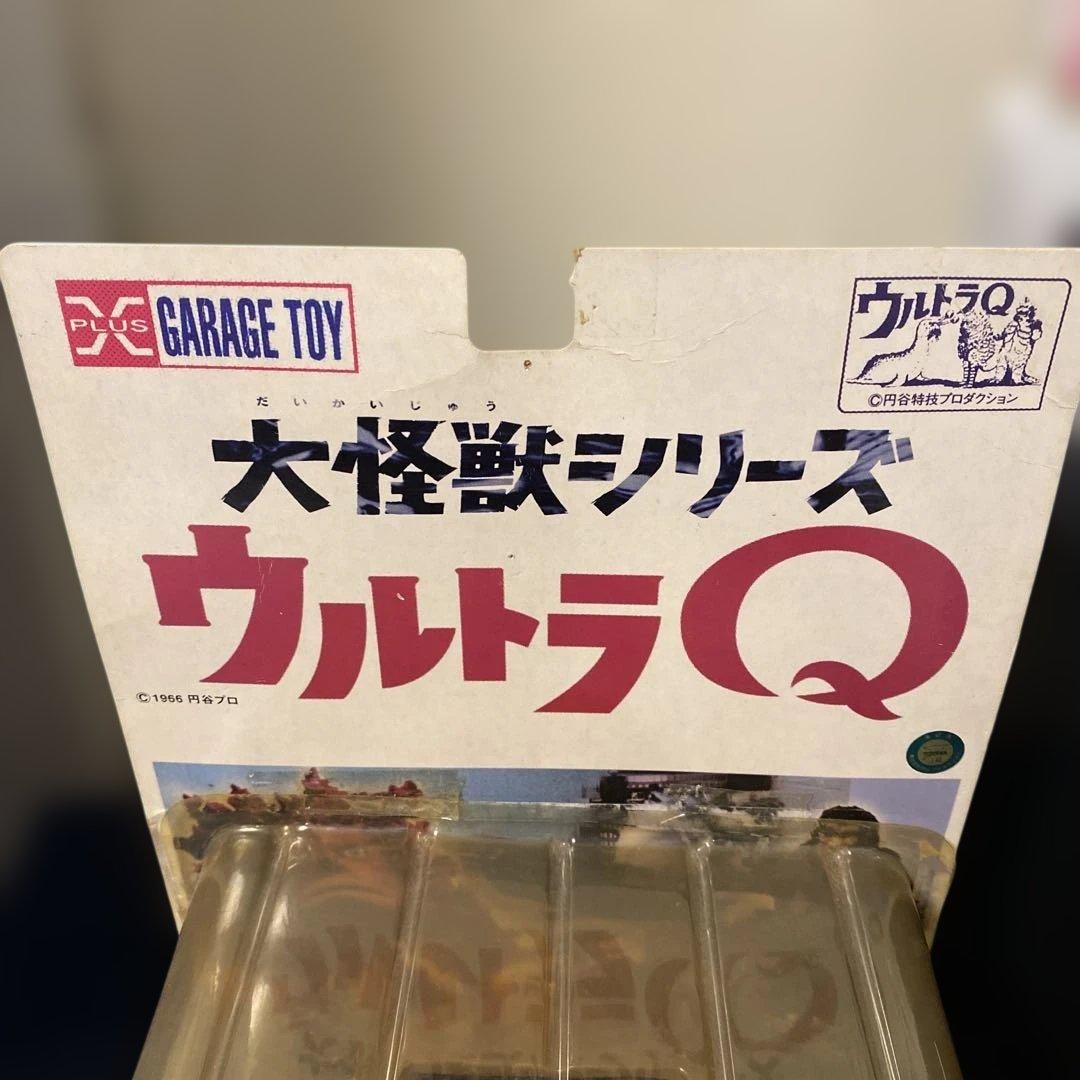 X PLUS GARAGE TOY
ウルトラQ
©円谷特技プロダクション
だいかいじゅう
大怪獣シリーズ
ウルトラQ
©1966 円谷プロ